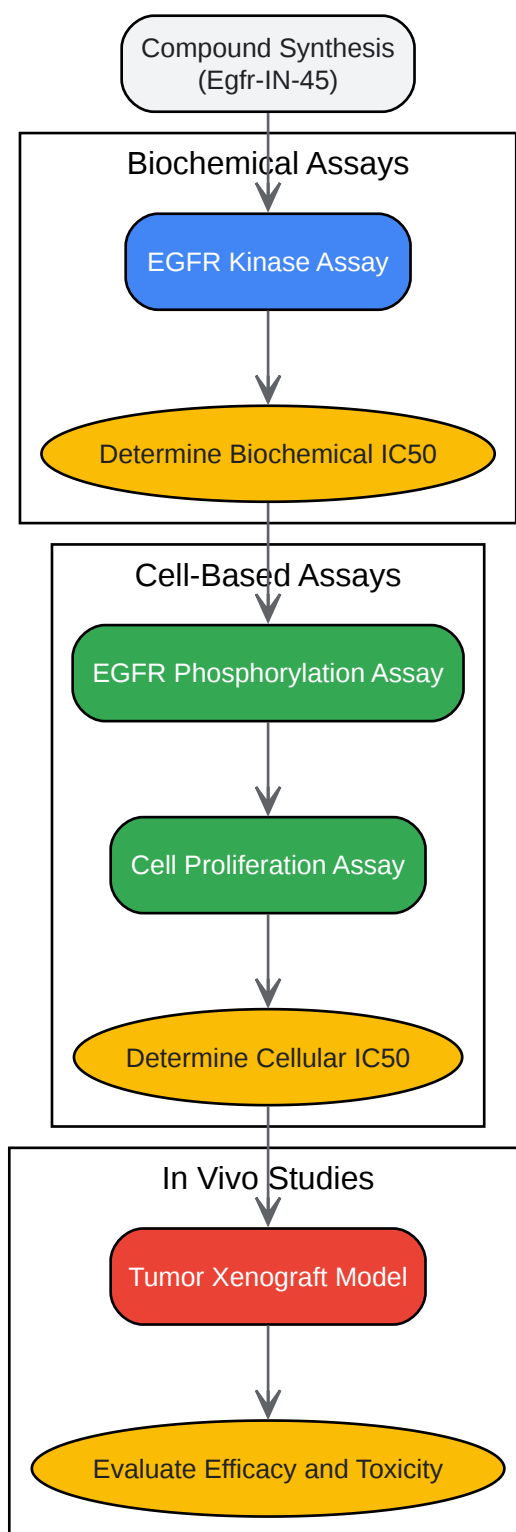 Compound Synthesis
(Egfr-IN-45)
Biochemical Assays
EGFR Kinase Assay
Determine Biochemical IC50
Cell-Based Assays
EGFR Phosphorylation Assay
Cell Proliferation Assay
Determine Cellular IC50
In Vivo Studies
Tumor Xenograft Model
Evaluate Efficacy and Toxicity